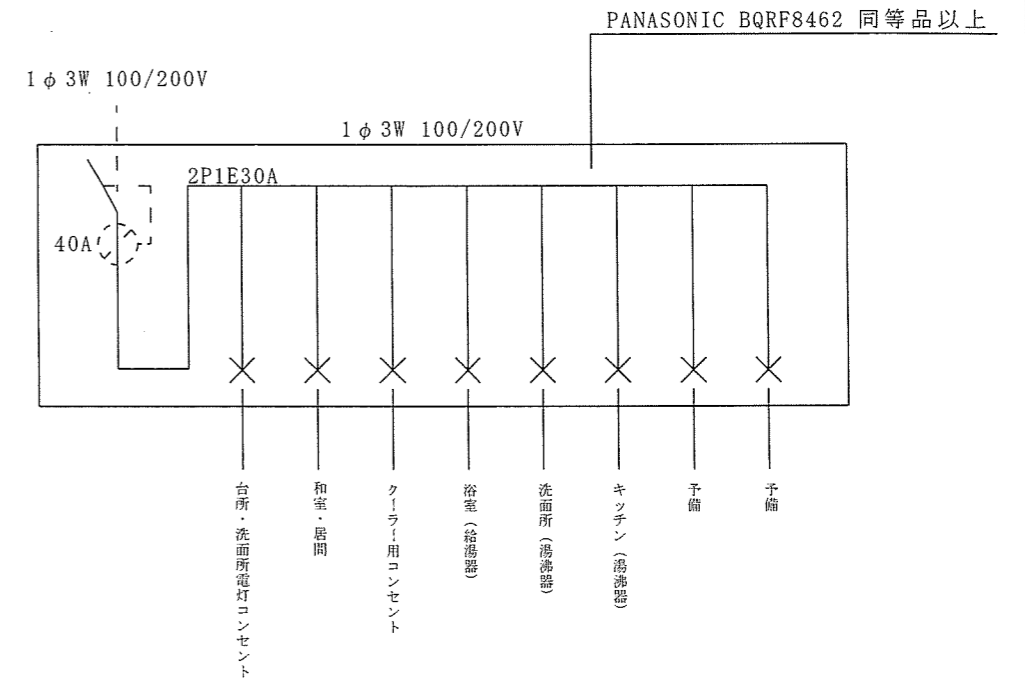 PANASONIC BQRF8462 同等品以上
1φ3W 100/200V
1φ3W 100/200V
2P1E30A
40A
台所・洗面所電灯コンセント
和室・居間
クーラー用コンセント
浴室（給湯器）
洗面所（湯沸器）
キッチン（湯沸器）
予備
予備